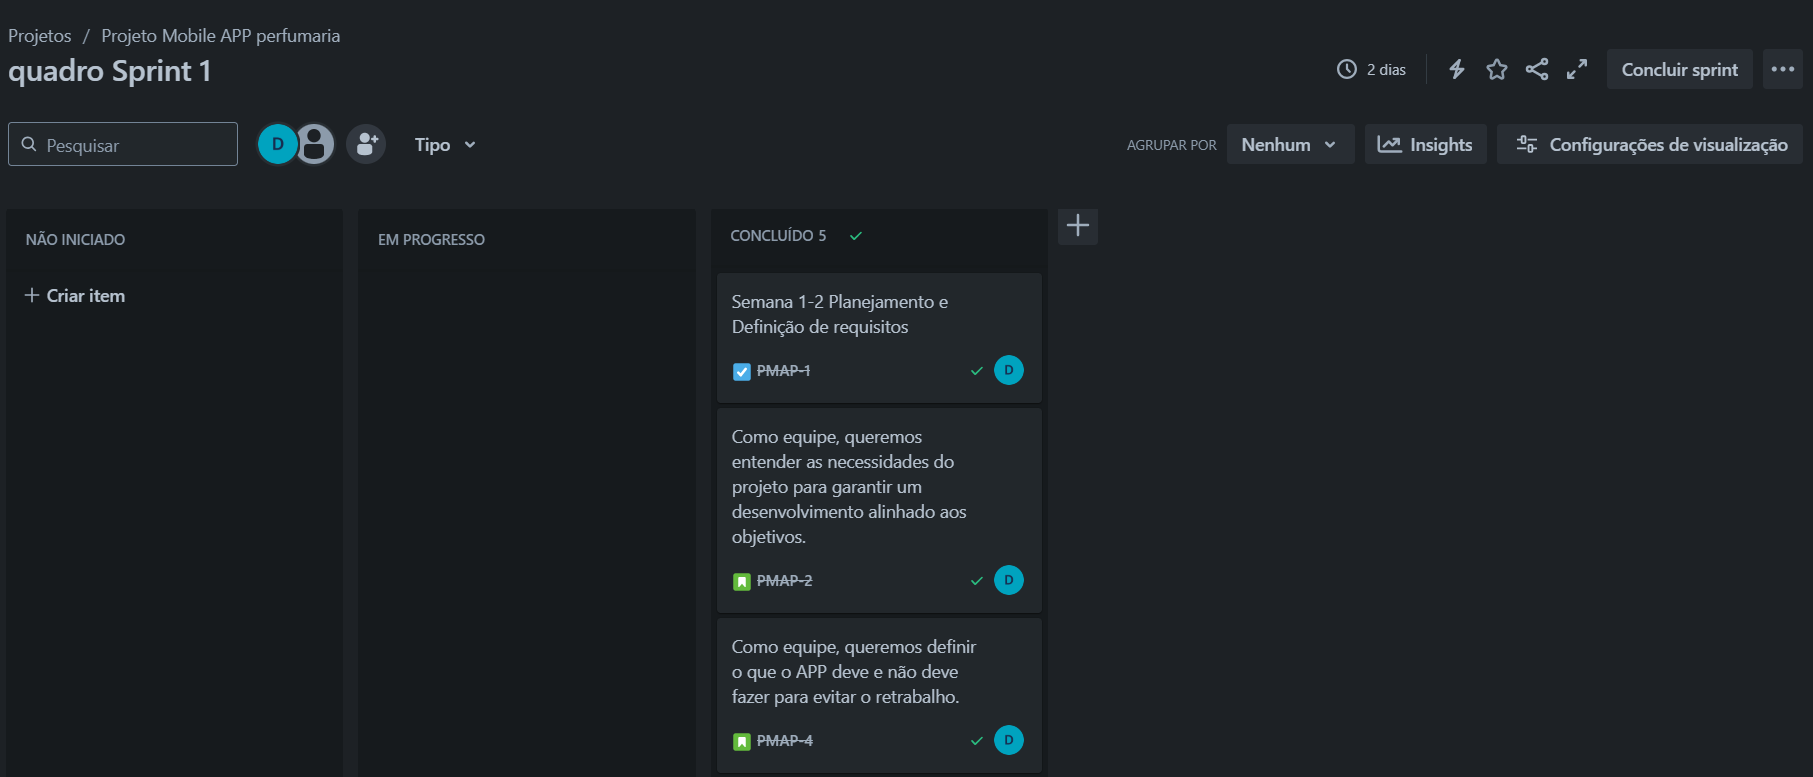 Projetos / Projeto Mobile APP perfumaria
quadro Sprint 1
2 dias
Concluir sprint
Pesquisar
D
Tipo
AGRUPAR POR
Nenhum
Insights
Configurações de visualização
NÃO INICIADO
+ Criar item
EM PROGRESSO
CONCLUÍDO 5
Semana 1-2 Planejamento e
Definição de requisitos
PMAP-1
D
Como equipe, queremos
entender as necessidades do
projeto para garantir um
desenvolvimento alinhado aos
objetivos.
PMAP-2
D
Como equipe, queremos definir
o que o APP deve e não deve
fazer para evitar o retrabalho.
PMAP-4
D